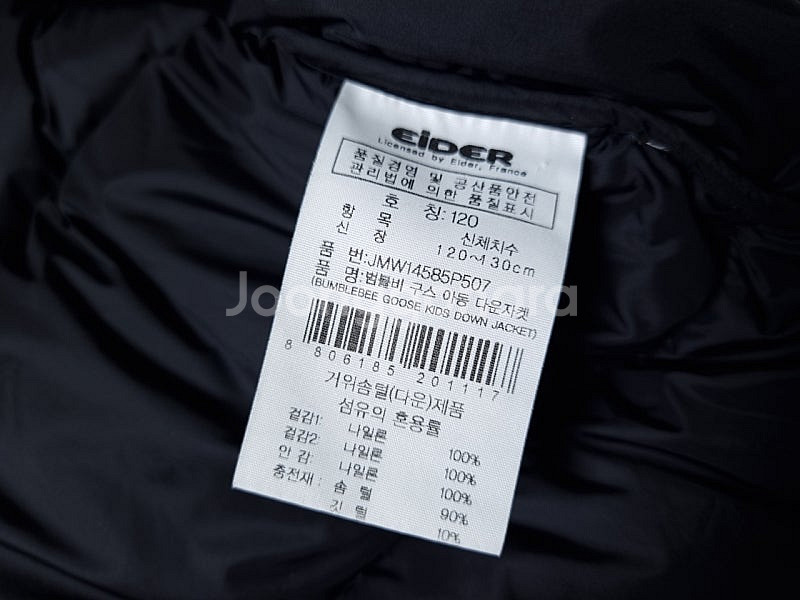 EiDER
Licensed by Eider, France
품질경영 및 공산품안전
관리법에 의한 품질표시
호 칭: 120
항 목 신체치수
신 장 120~130cm
품 번:JMW14585P507
품 명:범블비 구스 아동 다운자켓
(BUMBLEBEE GOOSE KIDS DOWN JACKET)
8 806185 201117
거위솜털(다운)제품
섬유의 혼용률
겉감1: 나일론 100%
겉감2: 나일론 100%
안 감: 나일론 100%
충전재: 솜 털 90%
깃 털 10%